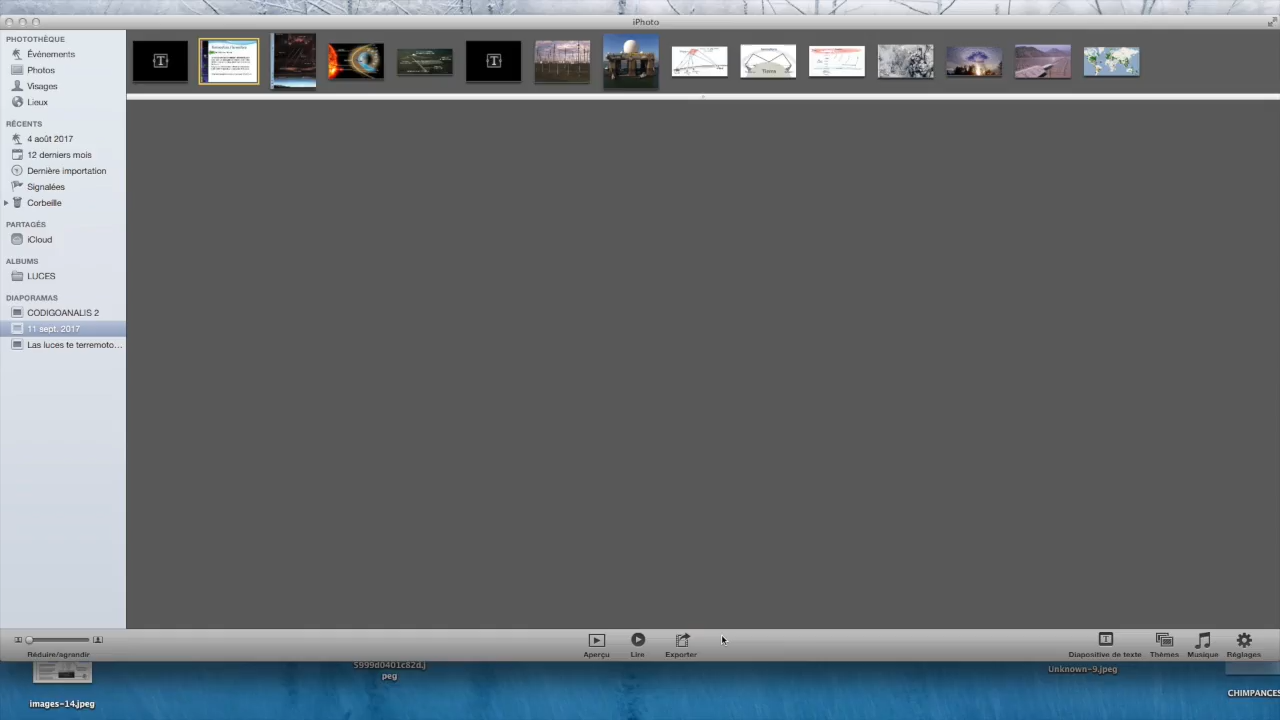 iPhoto
PHOTOTHÈQUE
Événements
Photos
Visages
Lieux
RÉCENTS
4 août 2017
12 derniers mois
Dernière importation
Signalées
Corbeille
PARTAGÉS
iCloud
ALBUMS
LUCES
DIAPORAMAS
CODIGOANALIS 2
11 sept. 2017
Las luces te terremoto...
T
T
Réduire/agrandir
Aperçu
Lire
Exporter
Diapositive de texte
Thèmes
Musique
Réglages
5999d0401c82d.j
peg
Unknown-9.jpeg
images-14.jpeg
CHIMPANCES